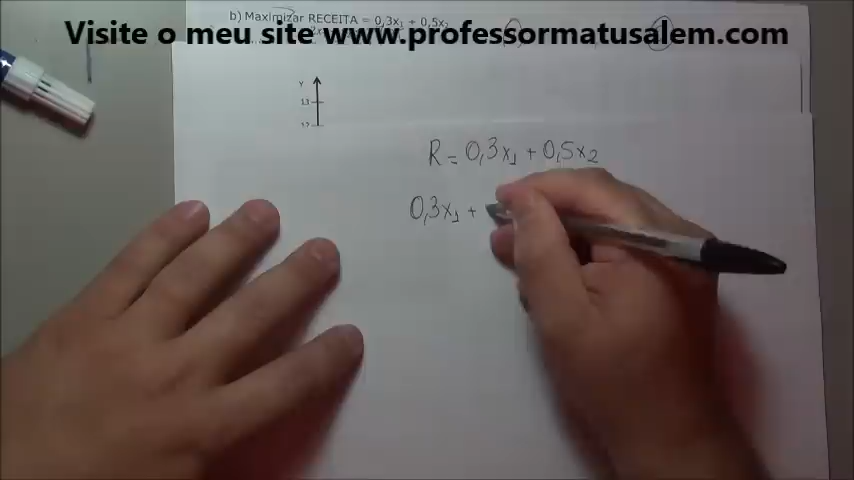 b) Maximizar RECEITA = 0,3x₁ + 0,5x₂
Visite o meu site www.professormatusalem.com
Y
13
12
R = 0,3x₁ + 0,5x₂
0,3x₁ +